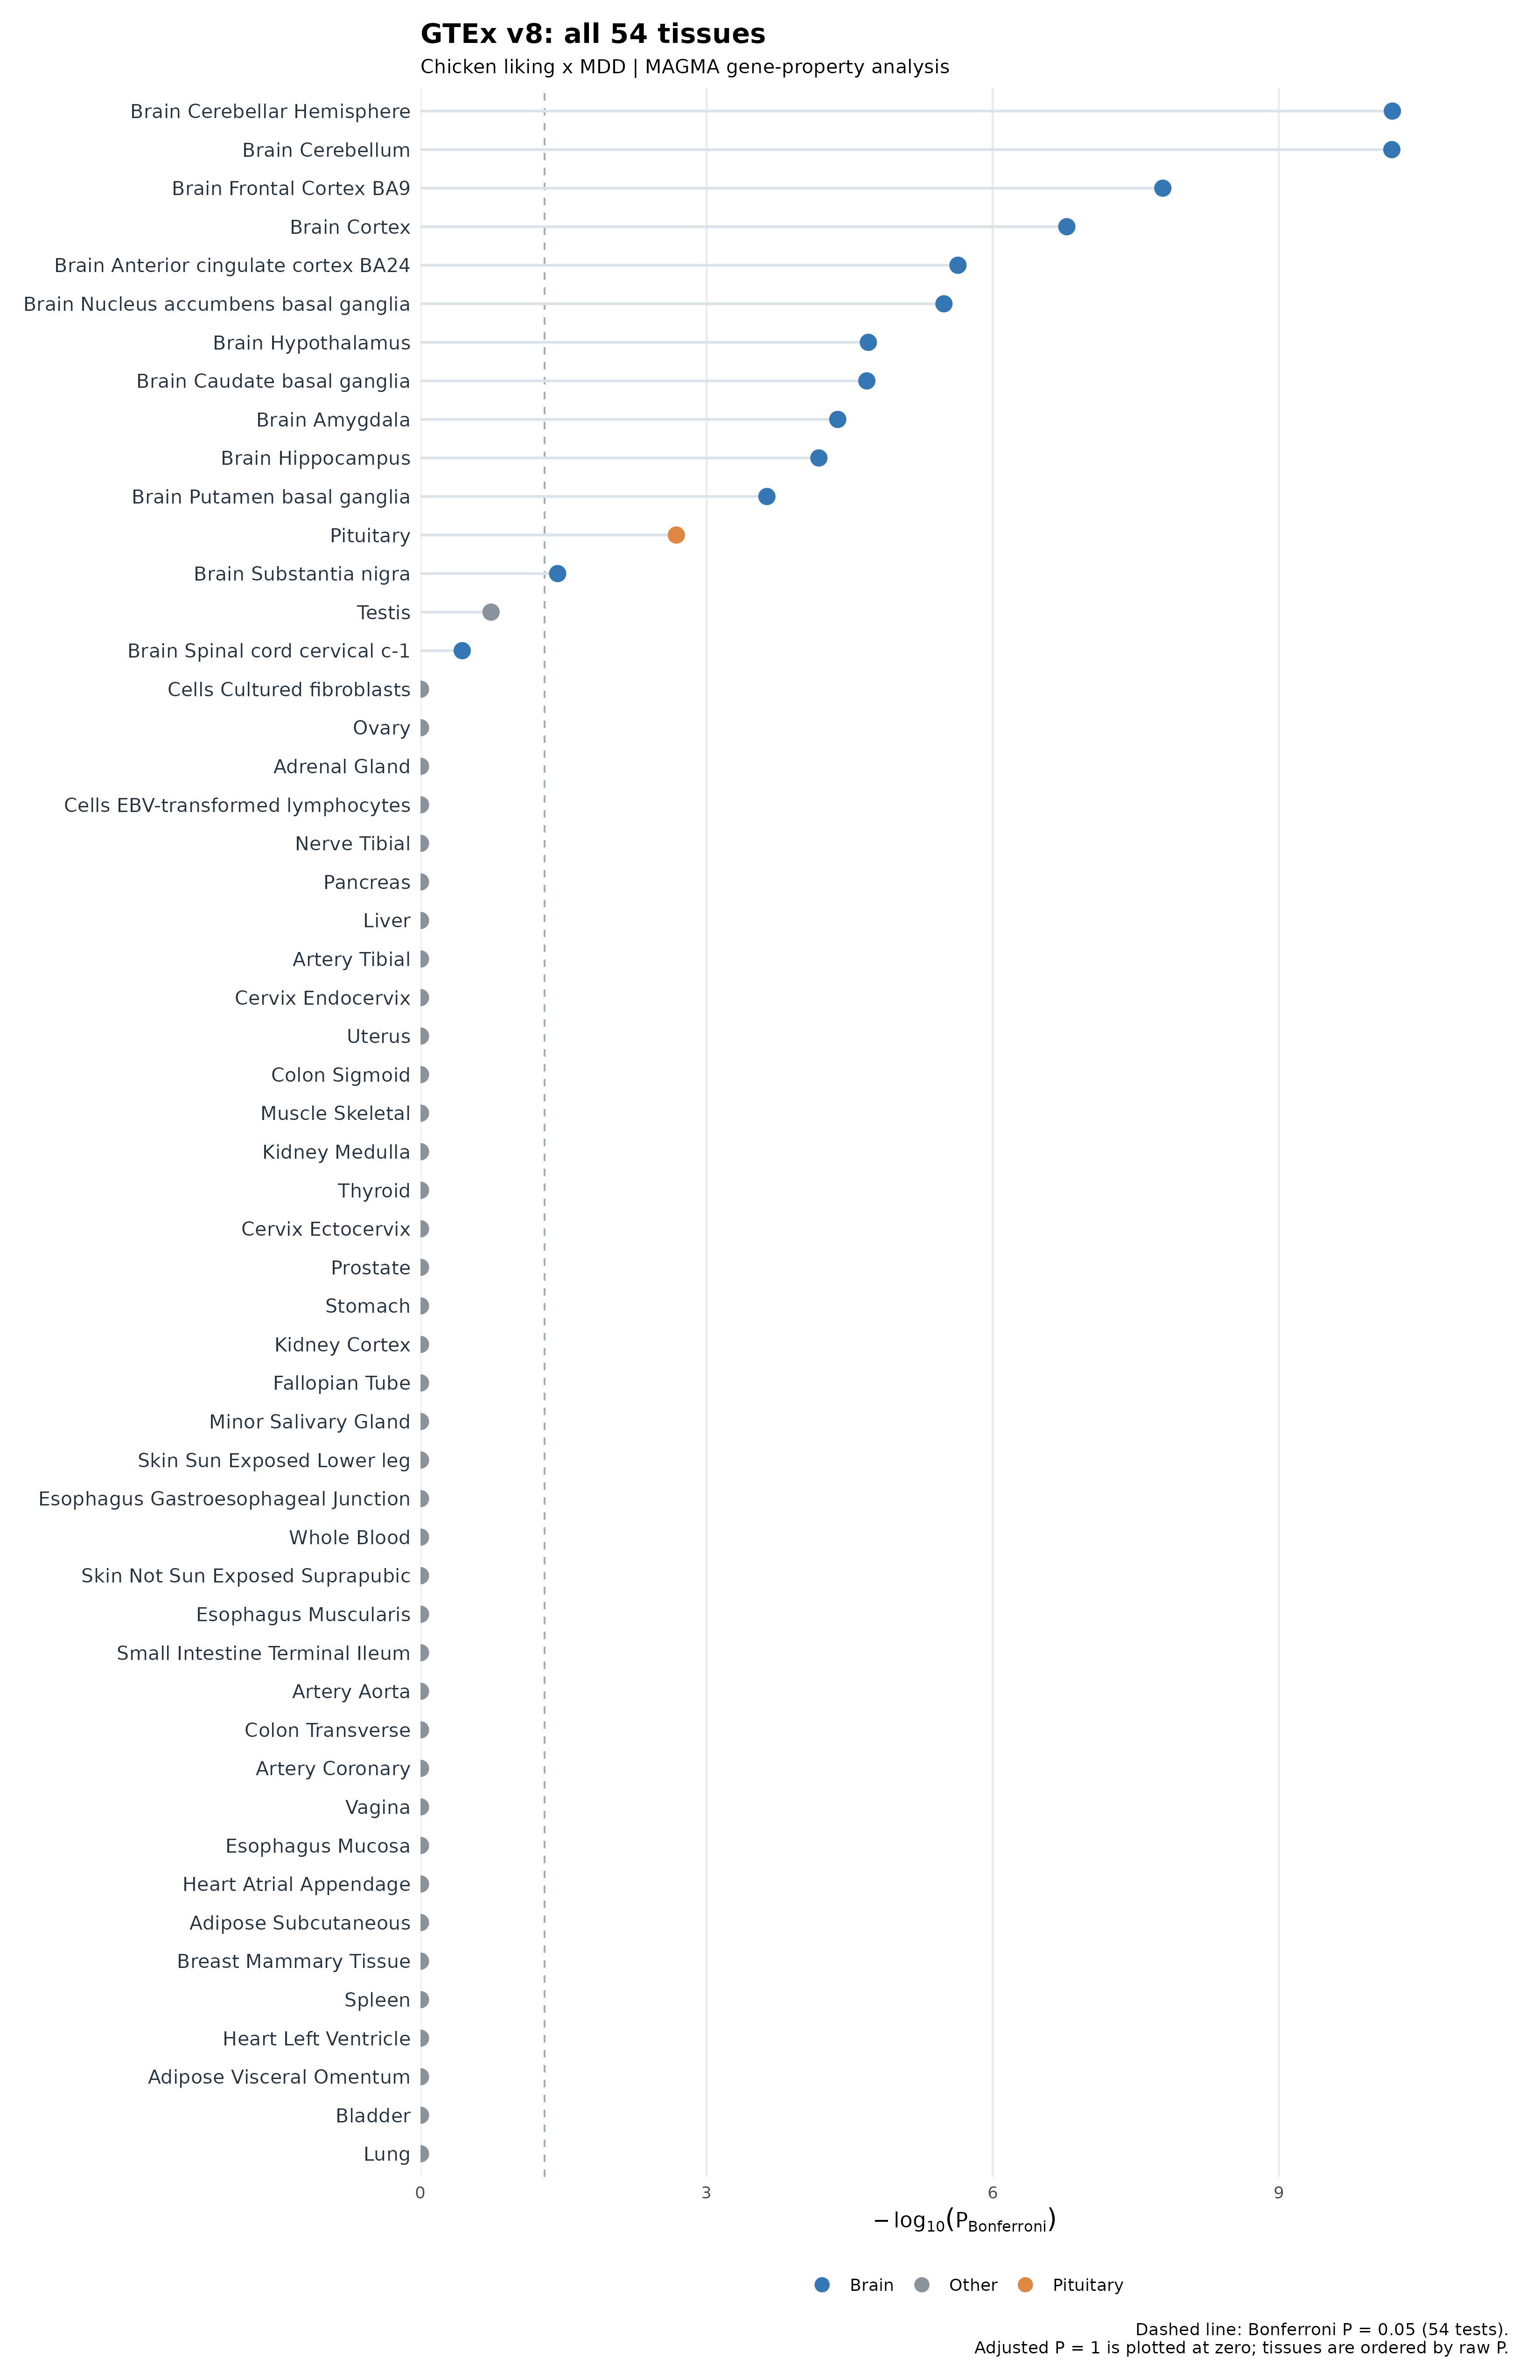 GTEx v8: all 54 tissues
Chicken liking x MDD | MAGMA gene-property analysis
Brain Cerebellar Hemisphere
Brain Cerebellum
Brain Frontal Cortex BA9
Brain Cortex
Brain Anterior cingulate cortex BA24
Brain Nucleus accumbens basal ganglia
Brain Hypothalamus
Brain Caudate basal ganglia
Brain Amygdala
Brain Hippocampus
Brain Putamen basal ganglia
Pituitary
Brain Substantia nigra
Testis
Brain Spinal cord cervical c-1
Cells Cultured fibroblasts
Ovary
Adrenal Gland
Cells EBV-transformed lymphocytes
Nerve Tibial
Pancreas
Liver
Artery Tibial
Cervix Endocervix
Uterus
Colon Sigmoid
Muscle Skeletal
Kidney Medulla
Thyroid
Cervix Ectocervix
Prostate
Stomach
Kidney Cortex
Fallopian Tube
Minor Salivary Gland
Skin Sun Exposed Lower leg
Esophagus Gastroesophageal Junction
Whole Blood
Skin Not Sun Exposed Suprapubic
Esophagus Muscularis
Small Intestine Terminal Ileum
Artery Aorta
Colon Transverse
Artery Coronary
Vagina
Esophagus Mucosa
Heart Atrial Appendage
Adipose Subcutaneous
Breast Mammary Tissue
Spleen
Heart Left Ventricle
Adipose Visceral Omentum
Bladder
Lung
0 3 6 9
−log10(PBonferroni)
Brain Other Pituitary
Dashed line: Bonferroni P = 0.05 (54 tests).
Adjusted P = 1 is plotted at zero; tissues are ordered by raw P.